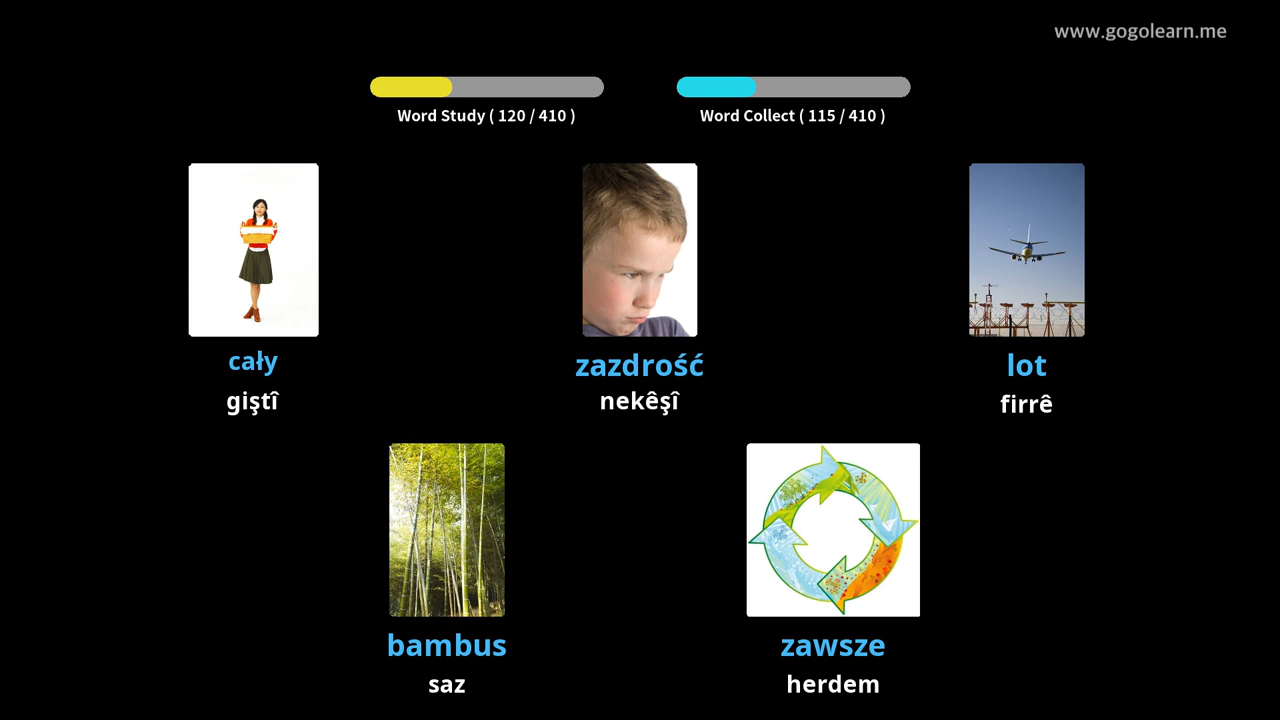 www.gogolearn.me
Word Study ( 120 / 410 )
Word Collect ( 115 / 410 )
cały
giştî
zazdrość
nekêşî
lot
firrê
bambus
saz
zawsze
herdem